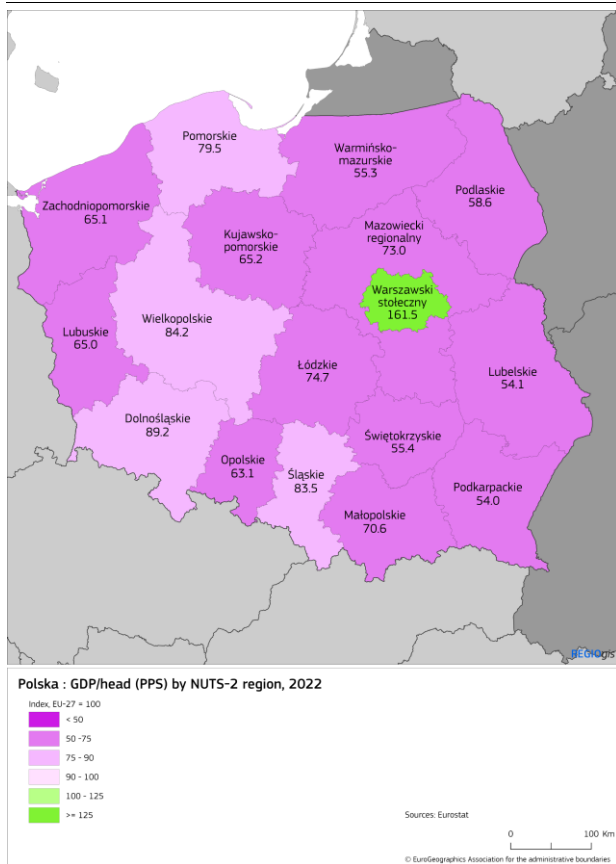 Pomorskie
79.5
Warmińsko-
mazurskie
55.3
Podlaskie
58.6
Zachodniopomorskie
65.1
Kujawsko-
pomorskie
65.2
Mazowiecki
regionalny
73.0
Warszawski
stołeczny
161.5
Wielkopolskie
84.2
Lubuskie
65.0
Łódzkie
74.7
Lubelskie
54.1
Dolnośląskie
89.2
Opolskie
63.1
Śląskie
83.5
Świętokrzyskie
55.4
Małopolskie
70.6
Podkarpackie
54.0
REGIOgis
Polska : GDP/head (PPS) by NUTS-2 region, 2022
Index, EU-27 = 100
< 50
50 -75
75 - 90
90 - 100
100 - 125
>= 125
Sources: Eurostat
0 100 Km
© EuroGeographics Association for the administrative boundaries